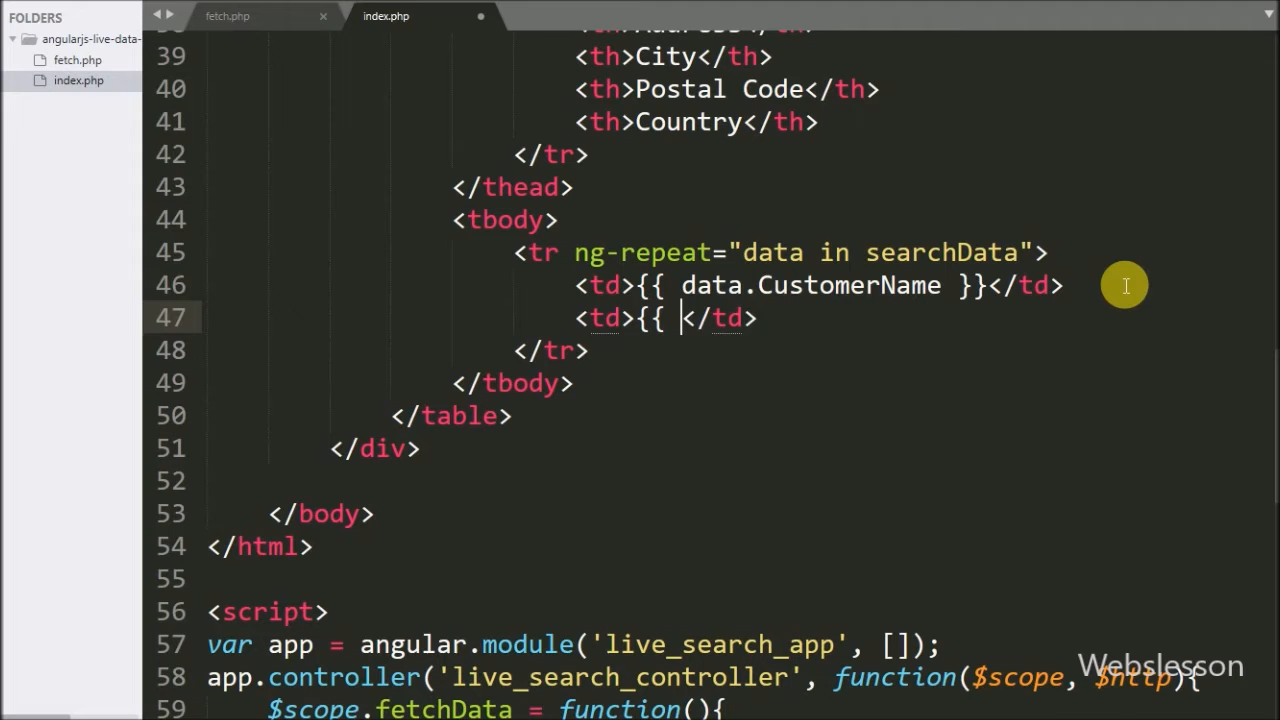 FOLDERS
angularjs-live-data-
fetch.php
index.php
fetch.php ×
index.php
39 <th>City</th>
40 <th>Postal Code</th>
41 <th>Country</th>
42 </tr>
43 </thead>
44 <tbody>
45 <tr ng-repeat="data in searchData">
46 <td>{{ data.CustomerName }}</td>
47 <td>{{ </td>
48 </tr>
49 </tbody>
50 </table>
51 </div>
52
53 </body>
54 </html>
55
56 <script>
57 var app = angular.module('live_search_app', []);
58 app.controller('live_search_controller', function($scope, $http){
59 $scope.fetchData = function(){
Webslesson